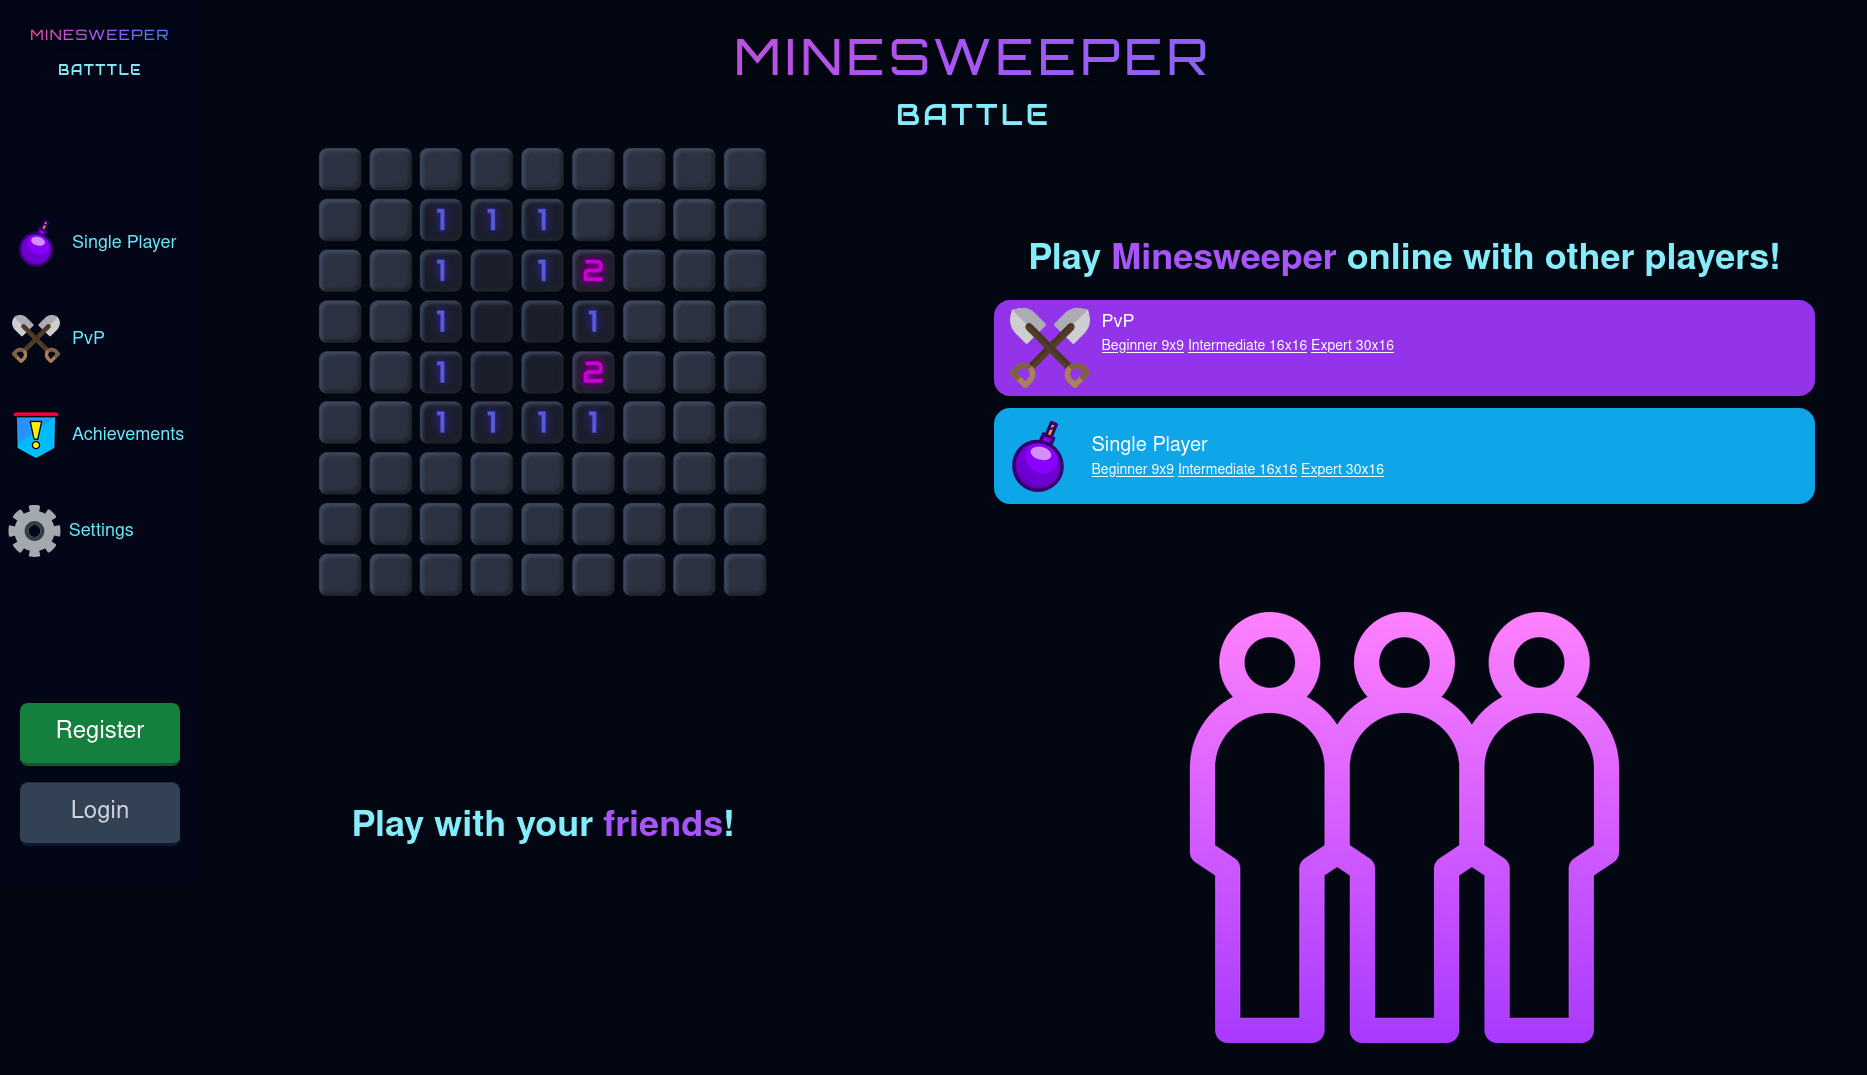 MINESWEEPER
BATTTLE
Single Player
PvP
Achievements
Settings
Register
Login
MINESWEEPER
BATTLE
1 1 1
1 1 2
1 1
1 2
1 1 1 1
Play Minesweeper online with other players!
PvP
Beginner 9x9 Intermediate 16x16 Expert 30x16
Single Player
Beginner 9x9 Intermediate 16x16 Expert 30x16
Play with your friends!